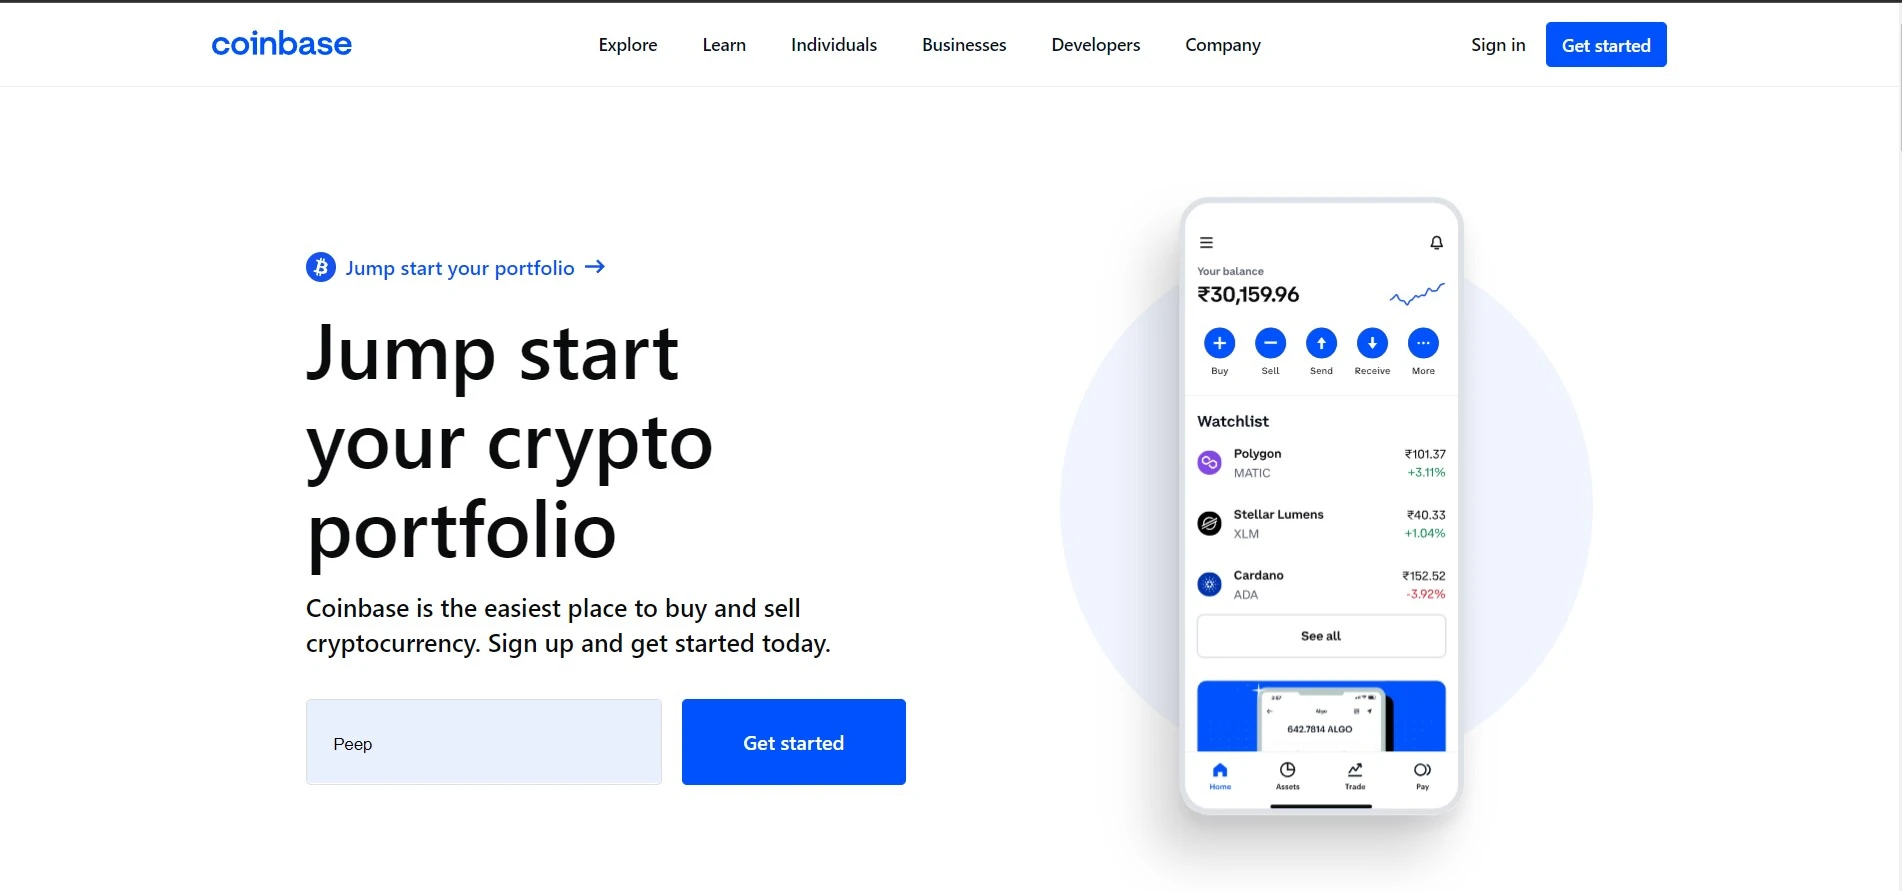 coinbase
Explore Learn Individuals Businesses Developers Company
Sign in Get started
Jump start your portfolio →
Jump start
your crypto
portfolio
Coinbase is the easiest place to buy and sell
cryptocurrency. Sign up and get started today.
Peep
Get started
Your balance
₹30,159.96
Buy Sell Send Receive More
Watchlist
Polygon ₹101.37
MATIC +3.11%
Stellar Lumens ₹40.33
XLM +1.04%
Cardano ₹152.52
ADA -3.92%
See all
Algo
642.7814 ALGO
Home Assets Trade Pay